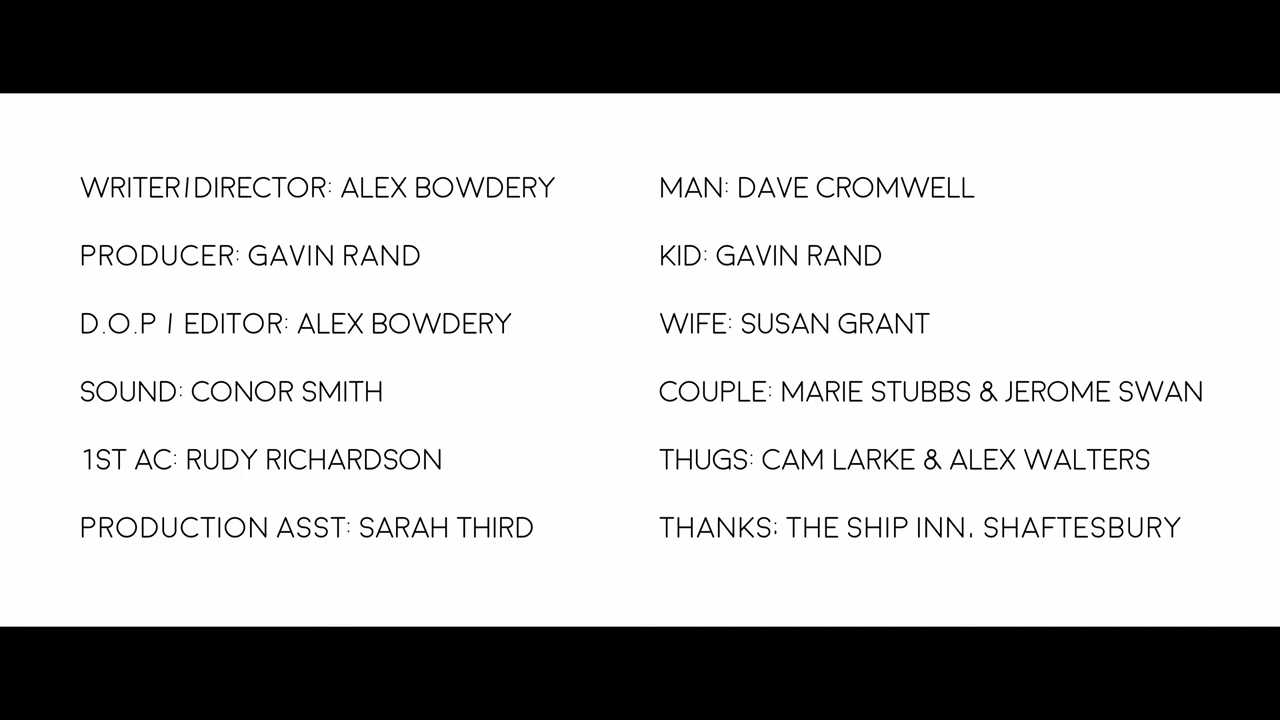 WRITER/DIRECTOR: ALEX BOWDERY
PRODUCER: GAVIN RAND
D.O.P / EDITOR: ALEX BOWDERY
SOUND: CONOR SMITH
1ST AC: RUDY RICHARDSON
PRODUCTION ASST: SARAH THIRD
MAN: DAVE CROMWELL
KID: GAVIN RAND
WIFE: SUSAN GRANT
COUPLE: MARIE STUBBS & JEROME SWAN
THUGS: CAM LARKE & ALEX WALTERS
THANKS; THE SHIP INN, SHAFTESBURY